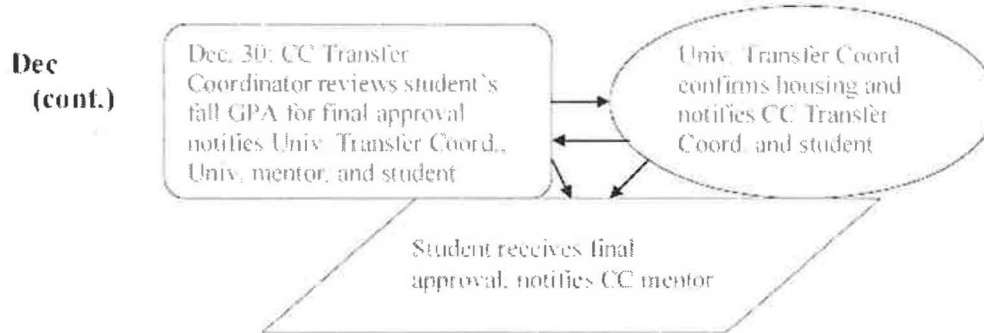 Dec
(cont.)
Dec. 30: CC Transfer
Coordinator reviews student's
fall GPA for final approval
notifies Univ. Transfer Coord.,
Univ. mentor, and student
Univ. Transfer Coord
confirms housing and
notifies CC Transfer
Coord. and student
Student receives final
approval, notifies CC mentor